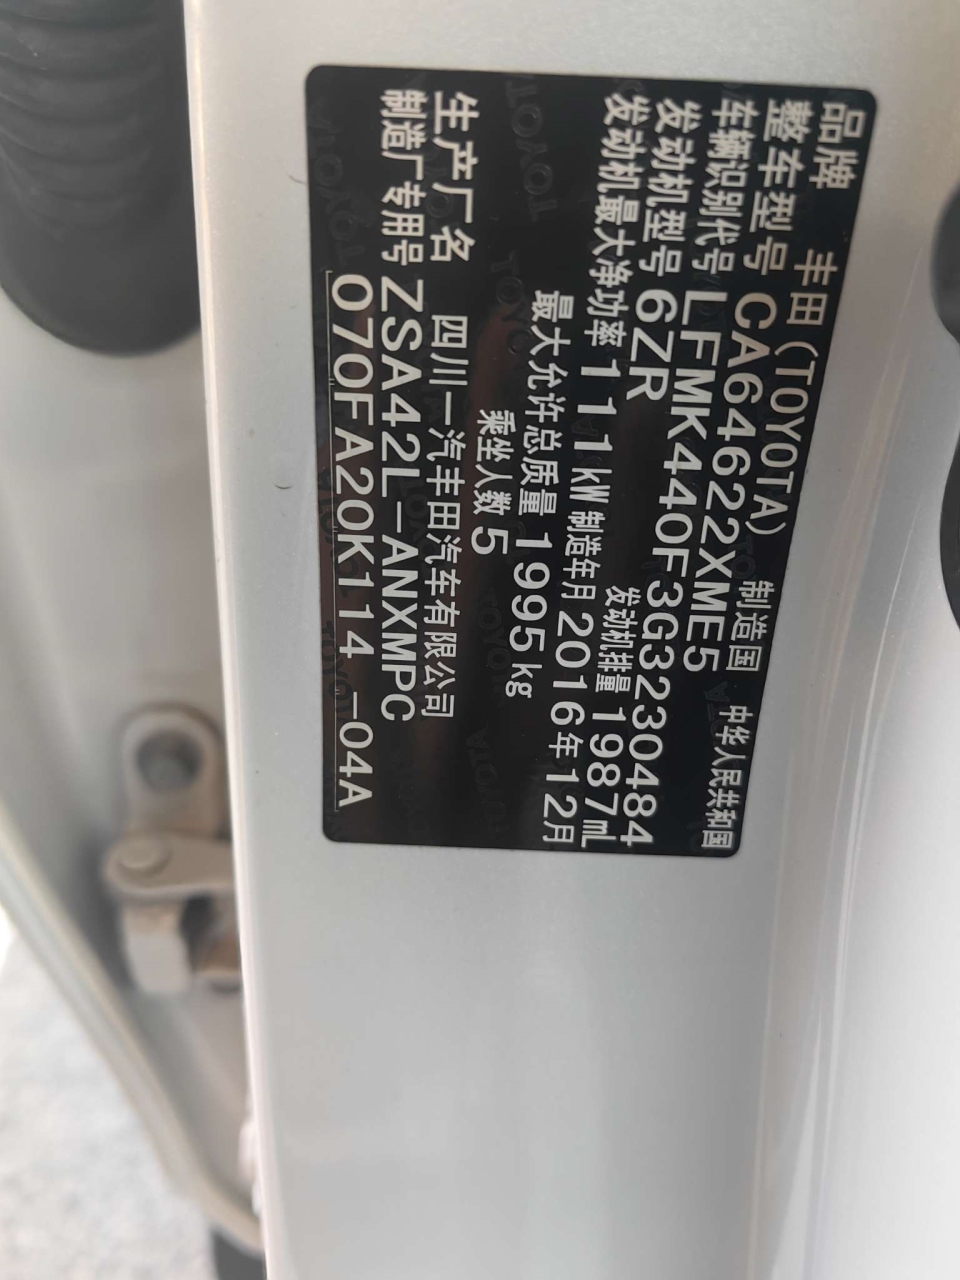 品牌 丰田(TOYOTA) 制造国 中华人民共和国
整车型号 CA64622XME5
车辆识别代号 LFMK440F3G3230484
发动机型号 6ZR 发动机排量 1987mL
发动机最大净功率 111kW 制造年月 2016年12月
最大允许总质量 1995kg
乘坐人数 5
生产厂名 四川一汽丰田汽车有限公司
制造厂专用号 ZSA42L-ANXMPC
070FA20K114 -04A